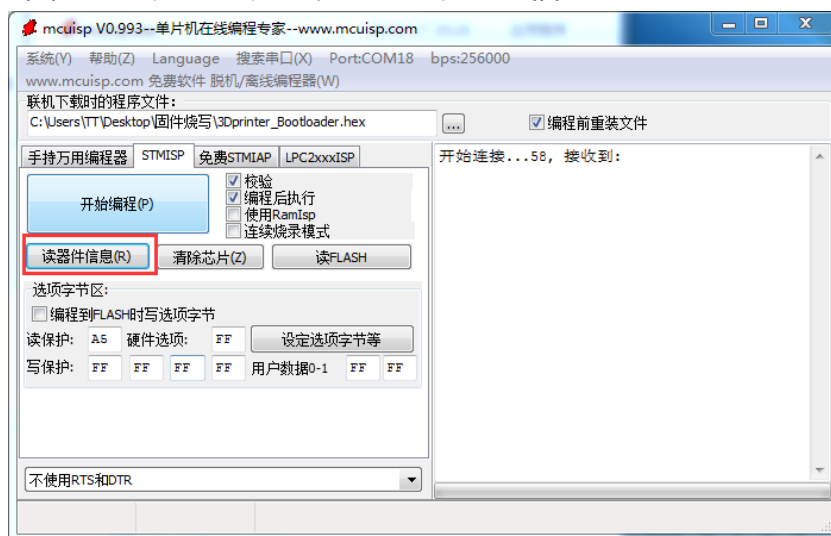 mcuisp V0.993--单片机在线编程专家--www.mcuisp.com
系统(Y) 帮助(Z) Language 搜索串口(X) Port:COM18 bps:256000
www.mcuisp.com 免费软件 脱机/离线编程器(W)
联机下载时的程序文件:
C:\Users\TT\Desktop\固件烧写\3Dprinter_Bootloader.hex ... 编程前重装文件
手持万用编程器 STMISP 免费STMIAP LPC2xxxISP
开始编程(P)
校验
编程后执行
使用RamIsp
连续烧录模式
读器件信息(R) 清除芯片(Z) 读FLASH
选项字节区:
编程到FLASH时写选项字节
读保护: A5 硬件选项: FF 设定选项字节等
写保护: FF FF FF FF 用户数据0-1 FF FF
不使用RTS和DTR
开始连接...58, 接收到: